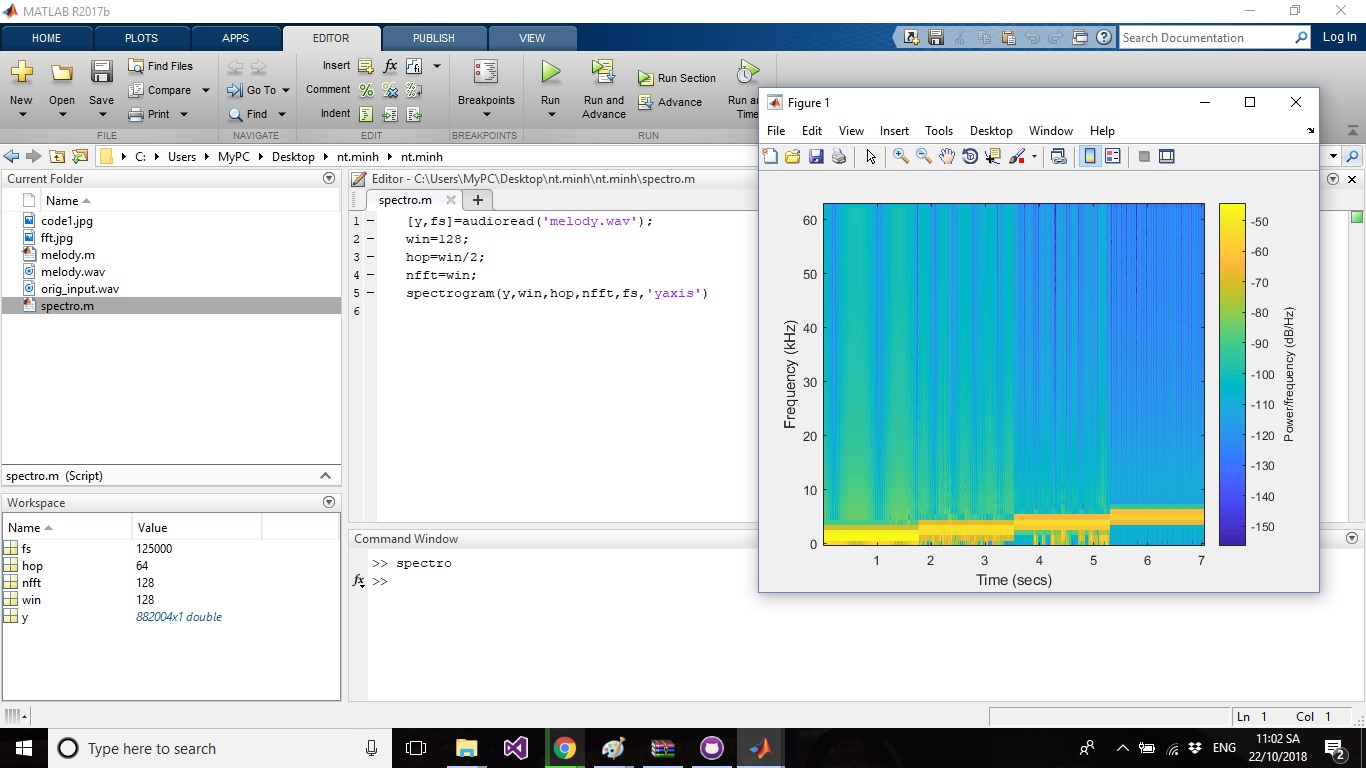 MATLAB R2017b
HOME PLOTS APPS EDITOR PUBLISH VIEW
Search Documentation
Log In
New
Open
Save
Find Files
Compare
Print
FILE
Go To
Find
NAVIGATE
Insert
fx
Comment
Indent
EDIT
Breakpoints
BREAKPOINTS
Run
Run and Advance
Run Section
Advance
Run an
Time
RUN
C: Users MyPC Desktop nt.minh nt.minh
Current Folder
Name
code1.jpg
fft.jpg
melody.m
melody.wav
orig_input.wav
spectro.m
spectro.m (Script)
Workspace
Name Value
fs 125000
hop 64
nfft 128
win 128
y 882004x1 double
Editor - C:\Users\MyPC\Desktop\nt.minh\nt.minh\spectro.m
spectro.m
1 [y,fs]=audioread('melody.wav');
2 win=128;
3 hop=win/2;
4 nfft=win;
5 spectrogram(y,win,hop,nfft,fs,'yaxis')
6
Command Window
>> spectro
fx >>
Figure 1
File Edit View Insert Tools Desktop Window Help
60
50
40
30
20
10
0
Frequency (kHz)
1 2 3 4 5 6 7
Time (secs)
-50
-60
-70
-80
-90
-100
-110
-120
-130
-140
-150
Power/frequency (dB/Hz)
Ln 1 Col 1
Type here to search
ENG
11:02 SA
22/10/2018
2